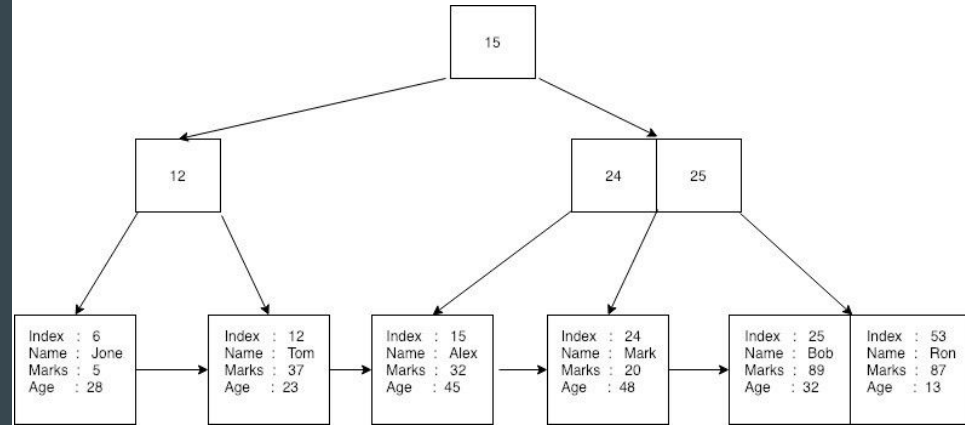 15
12
24
25
Index : 6
Name : Jone
Marks : 5
Age : 28
Index : 12
Name : Tom
Marks : 37
Age : 23
Index : 15
Name : Alex
Marks : 32
Age : 45
Index : 24
Name : Mark
Marks : 20
Age : 48
Index : 25
Name : Bob
Marks : 89
Age : 32
Index : 53
Name : Ron
Marks : 87
Age : 13